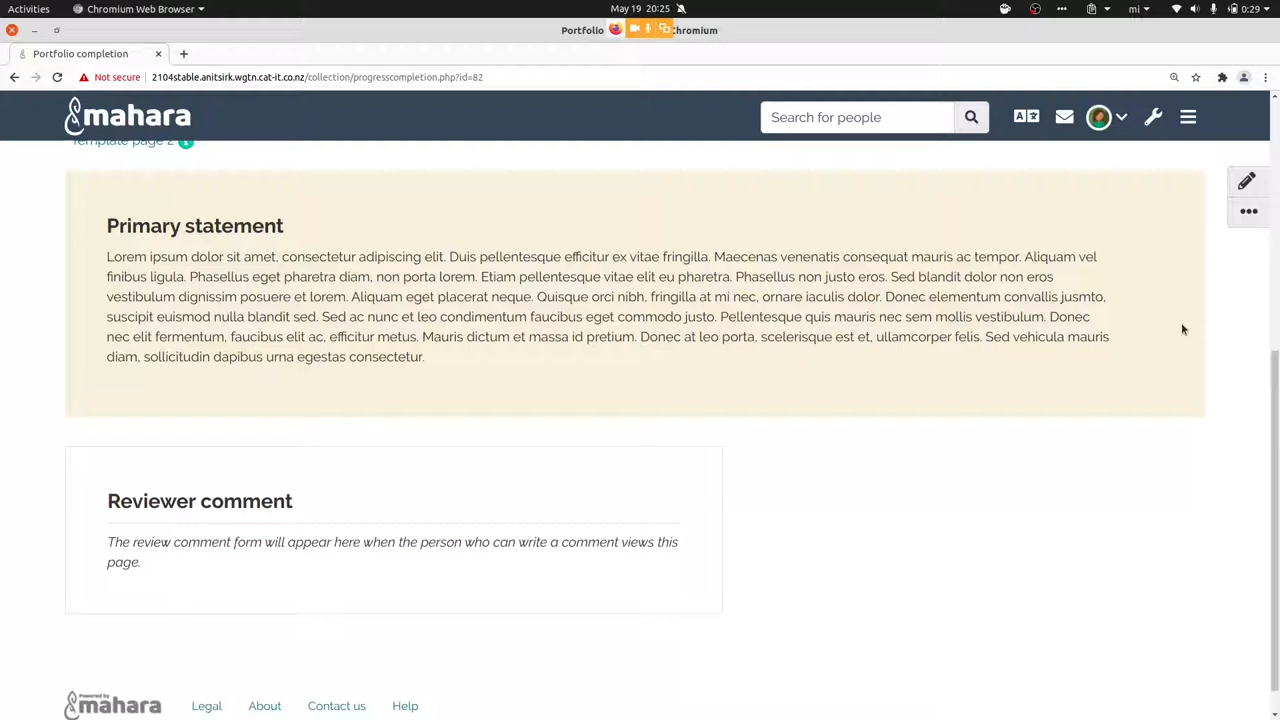 Activities
Chromium Web Browser
May 19 20:25
mi
0:29
Portfolio
Chromium
Portfolio completion
Not secure
2104stable.anitsirk.wgtn.cat-it.co.nz/collection/progresscompletion.php?id=82
mahara
Search for people
Template page 2
Primary statement
Lorem ipsum dolor sit amet, consectetur adipiscing elit. Duis pellentesque efficitur ex vitae fringilla. Maecenas venenatis consequat mauris ac tempor. Aliquam vel
finibus ligula. Phasellus eget pharetra diam, non porta lorem. Etiam pellentesque vitae elit eu pharetra. Phasellus non justo eros. Sed blandit dolor non eros
vestibulum dignissim posuere et lorem. Aliquam eget placerat neque. Quisque orci nibh, fringilla at mi nec, ornare iaculis dolor. Donec elementum convallis jusmto,
suscipit euismod nulla blandit sed. Sed ac nunc et leo condimentum faucibus eget commodo justo. Pellentesque quis mauris nec sem mollis vestibulum. Donec
nec elit fermentum, faucibus elit ac, efficitur metus. Mauris dictum et massa id pretium. Donec at leo porta, scelerisque est et, ullamcorper felis. Sed vehicula mauris
diam, sollicitudin dapibus urna egestas consectetur.
Reviewer comment
The review comment form will appear here when the person who can write a comment views this
page.
Powered by
mahara
Legal
About
Contact us
Help